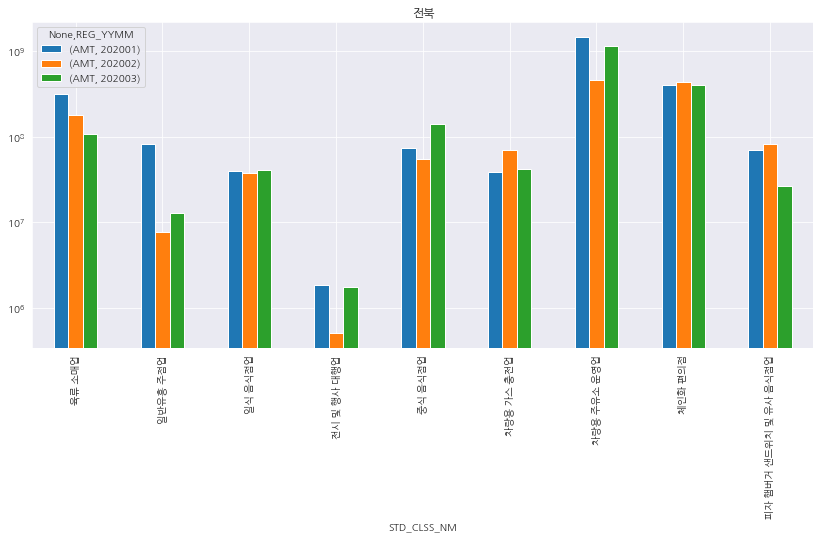 전북
None,REG_YYMM
(AMT, 202001)
(AMT, 202002)
(AMT, 202003)
10⁹
10⁸
10⁷
10⁶
육류 소매업
일반유흥 주점업
일식 음식점업
전시 및 행사 대행업
중식 음식점업
차량용 가스 충전업
차량용 주유소 운영업
체인화 편의점
피자 햄버거 샌드위치 및 유사 음식점업
STD_CLSS_NM